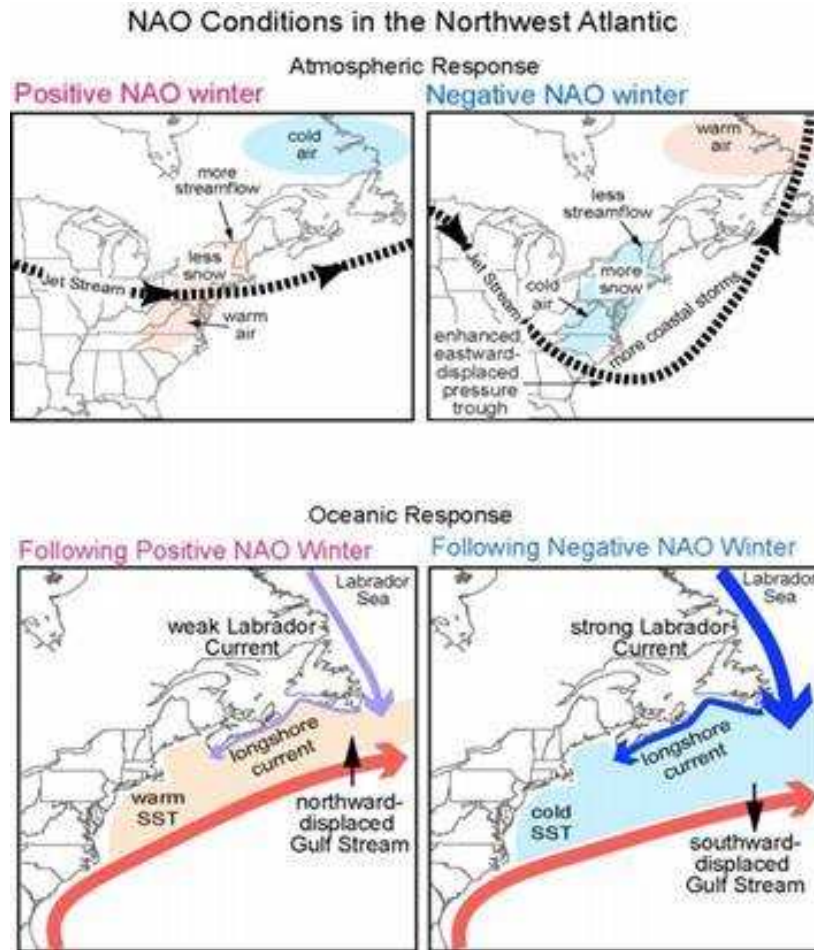 NAO Conditions in the Northwest Atlantic
Atmospheric Response
Positive NAO winter
cold
air
more
streamflow
less
snow
Jet Stream
warm
air
Negative NAO winter
warm
air
less
streamflow
Jet Stream
cold
air
more
snow
more coastal storms
enhanced,
eastward-
displaced
pressure
trough
Oceanic Response
Following Positive NAO Winter
Labrador
Sea
weak Labrador
Current
longshore
current
warm
SST
northward-
displaced
Gulf Stream
Following Negative NAO Winter
Labrador
Sea
strong Labrador
Current
longshore
current
cold
SST
southward-
displaced
Gulf Stream